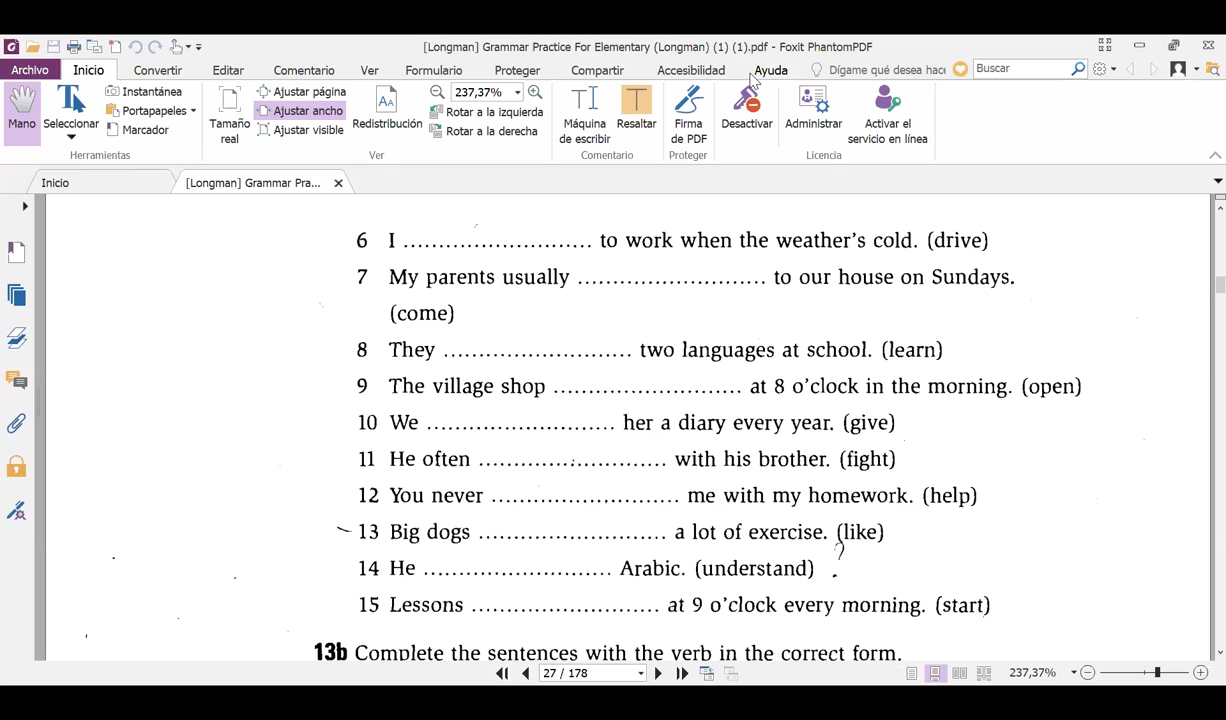 [Longman] Grammar Practice For Elementary (Longman) (1) (1).pdf - Foxit PhantomPDF
Archivo Inicio Convertir Editar Comentario Ver Formulario Proteger Compartir Accesibilidad Ayuda Dígame qué desea hace Buscar
Mano
Seleccionar
Instantánea
Portapapeles
Marcador
Herramientas
Tamaño real
Ajustar página
Ajustar ancho
Ajustar visible
Redistribución
237,37%
Rotar a la izquierda
Rotar a la derecha
Ver
Máquina de escribir
Resaltar
Comentario
Firma de PDF
Proteger
Desactivar
Administrar
Activar el servicio en línea
Licencia
Inicio [Longman] Grammar Pra...
6 I ........................... to work when the weather's cold. (drive)
7 My parents usually ........................... to our house on Sundays.
(come)
8 They ........................... two languages at school. (learn)
9 The village shop ........................... at 8 o'clock in the morning. (open)
10 We ........................... her a diary every year. (give)
11 He often ........................... with his brother. (fight)
12 You never ........................... me with my homework. (help)
13 Big dogs ........................... a lot of exercise. (like)
?
14 He ........................... Arabic. (understand)
15 Lessons ........................... at 9 o'clock every morning. (start)
13b Complete the sentences with the verb in the correct form.
27 / 178 237,37%